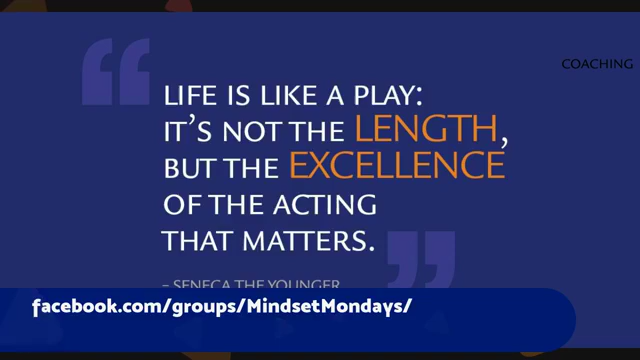 COACHING
LIFE IS LIKE A PLAY:
IT'S NOT THE LENGTH,
BUT THE EXCELLENCE
OF THE ACTING
THAT MATTERS.
– SENECA THE YOUNGER
facebook.com/groups/MindsetMondays/